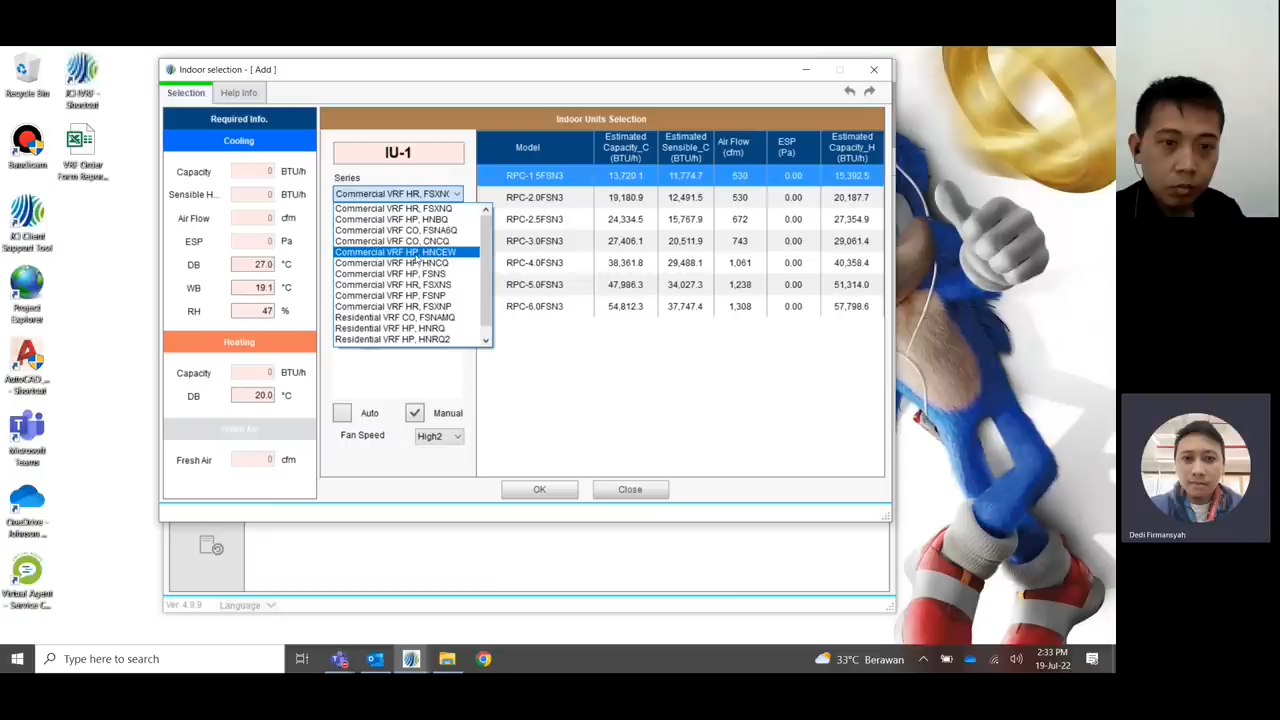 Recycle Bin
JCI VRF - Shortcut
Bandicam
VRF Order Form Repor...
JCI Client Support Tool
Project Explorer
AutoCAD_... - Shortcut
Microsoft Teams
OneDrive - Johnson ...
Virtual Agent - Service C...
Indoor selection - [ Add ]
Selection
Help Info.
Required Info.
Cooling
Capacity 0 BTU/h
Sensible H... 0 BTU/h
Air Flow 0 cfm
ESP 0 Pa
DB 27.0 °C
WB 19.1 °C
RH 47 %
Heating
Capacity 0 BTU/h
DB 20.0 °C
Fresh Air
Fresh Air 0 cfm
Indoor Units Selection
IU-1
Series
Commercial VRF HR, FSXNQ
Commercial VRF HR, FSXNQ
Commercial VRF HP, HNBQ
Commercial VRF CO, FSNA6Q
Commercial VRF CO, CNCQ
Commercial VRF HP, HNCEW
Commercial VRF HP, HNCQ
Commercial VRF HP, FSNS
Commercial VRF HR, FSXNS
Commercial VRF HP, FSNP
Commercial VRF HR, FSXNP
Residential VRF CO, FSNAMQ
Residential VRF HP, HNRQ
Residential VRF HP, HNRQ2
Auto
Manual
Fan Speed High2
Model Estimated Capacity_C (BTU/h) Estimated Sensible_C (BTU/h) Air Flow (cfm) ESP (Pa) Estimated Capacity_H (BTU/h)
RPC-1.5FSN3 13,720.1 11,774.7 530 0.00 15,392.5
RPC-2.0FSN3 19,180.9 12,491.5 530 0.00 20,187.7
RPC-2.5FSN3 24,334.5 15,767.9 572 0.00 27,354.9
RPC-3.0FSN3 27,406.1 20,511.9 743 0.00 29,061.4
RPC-4.0FSN3 38,361.8 29,488.1 1,061 0.00 40,358.4
RPC-5.0FSN3 47,986.3 34,027.3 1,238 0.00 51,314.0
RPC-6.0FSN3 54,812.3 37,747.4 1,308 0.00 57,798.6
OK
Close
Ver 4.9.9
Language
Dedi Firmansyah
Type here to search
33°C Berawan
2:33 PM
19-Jul-22